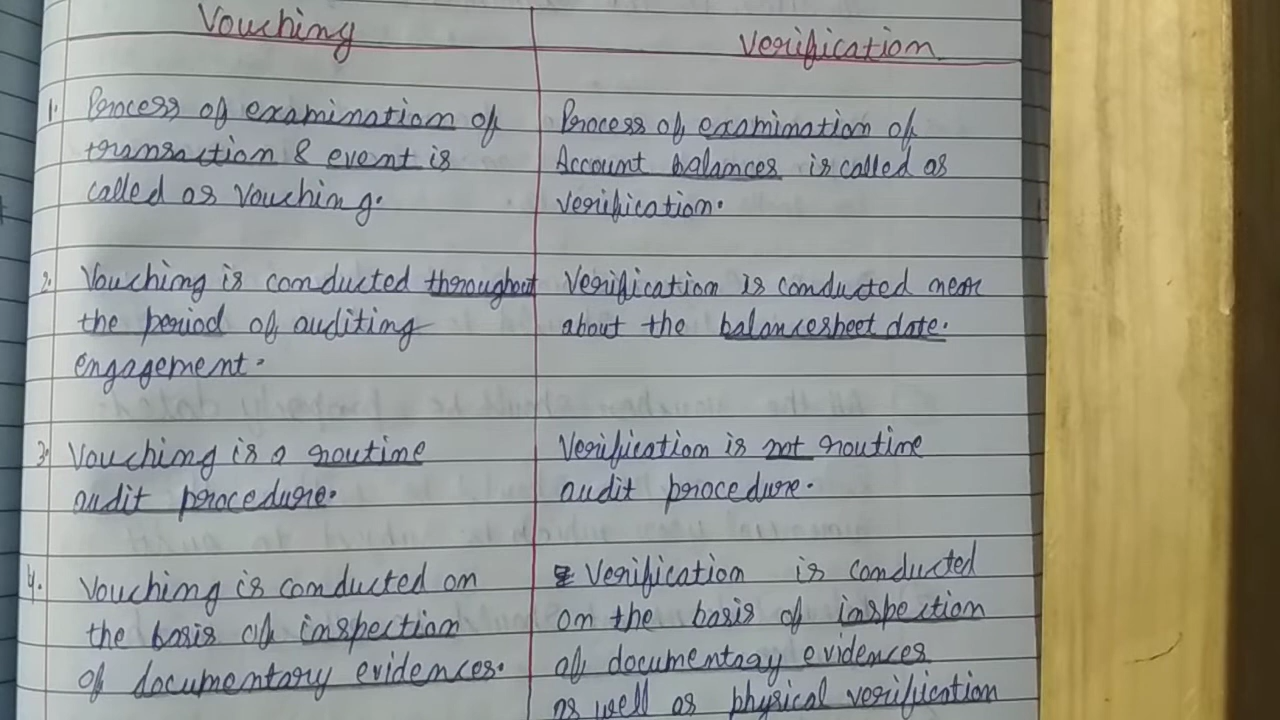 Vouching
Verification
1. Process of examination of
transaction & event is
called as Vouching.
Process of examination of
Account balances is called as
verification.
2. Vouching is conducted throughout
the period of auditing
engagement.
Verification is conducted near
about the balancesheet date.
3. Vouching is a routine
audit procedure.
Verification is not routine
audit procedure.
4. Vouching is conducted on
the basis of inspection
of documentary evidences.
Verification is conducted
on the basis of inspection
of documentary evidences
as well as physical verification